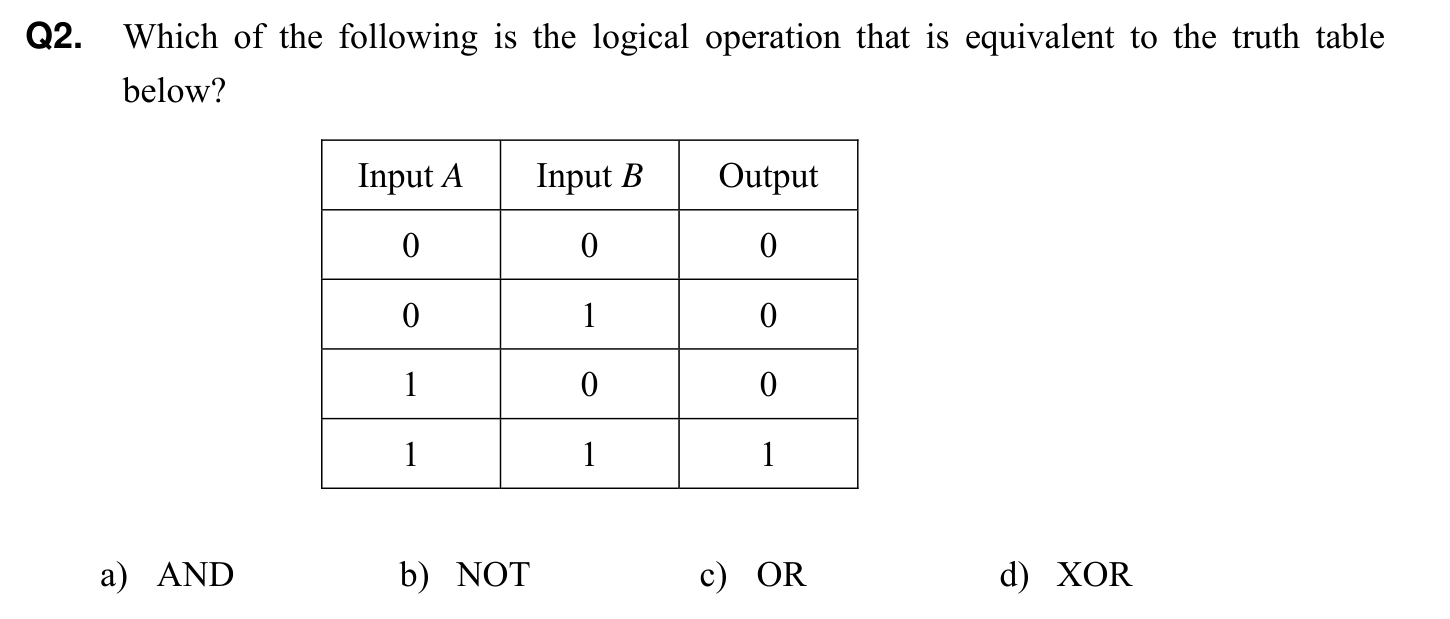 Q2. Which of the following is the logical operation that is equivalent to the truth table
below?
Input A Input B Output
0 0 0
0 1 0
1 0 0
1 1 1
a) AND b) NOT c) OR d) XOR